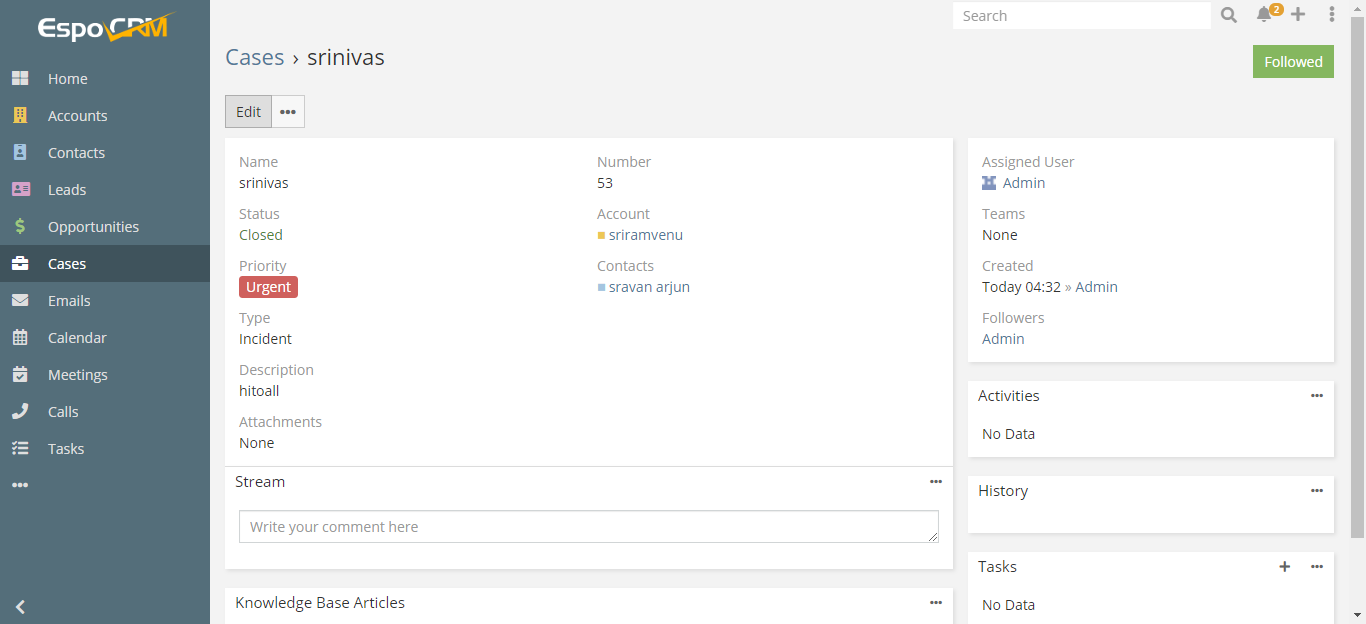 EspoCRM
Home
Accounts
Contacts
Leads
Opportunities
Cases
Emails
Calendar
Meetings
Calls
Tasks
Search
2
Cases › srinivas
Followed
Edit
Name
srinivas
Number
53
Status
Closed
Account
sriramvenu
Priority
Urgent
Contacts
sravan arjun
Type
Incident
Description
hitoall
Attachments
None
Stream
Write your comment here
Knowledge Base Articles
Assigned User
Admin
Teams
None
Created
Today 04:32 » Admin
Followers
Admin
Activities
No Data
History
Tasks
No Data